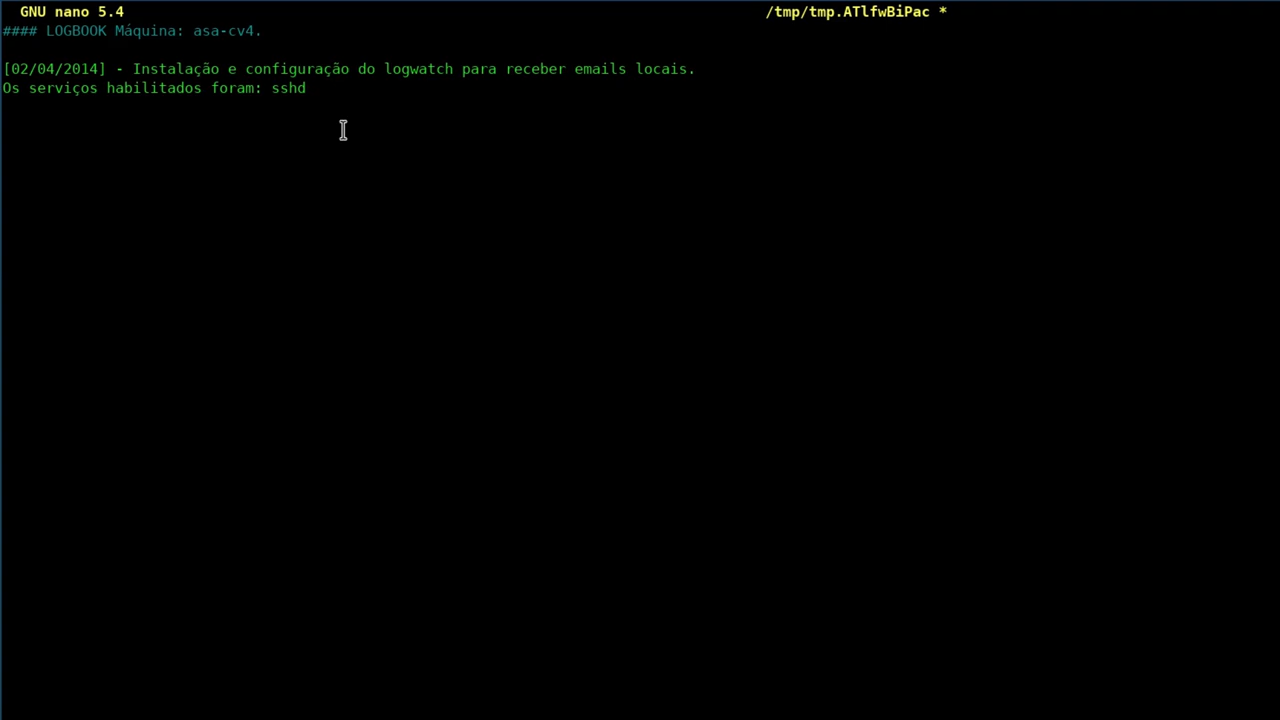 GNU nano 5.4 /tmp/tmp.ATlfwBiPac *
#### LOGBOOK Máquina: asa-cv4.
[02/04/2014] - Instalação e configuração do logwatch para receber emails locais.
Os serviços habilitados foram: sshd